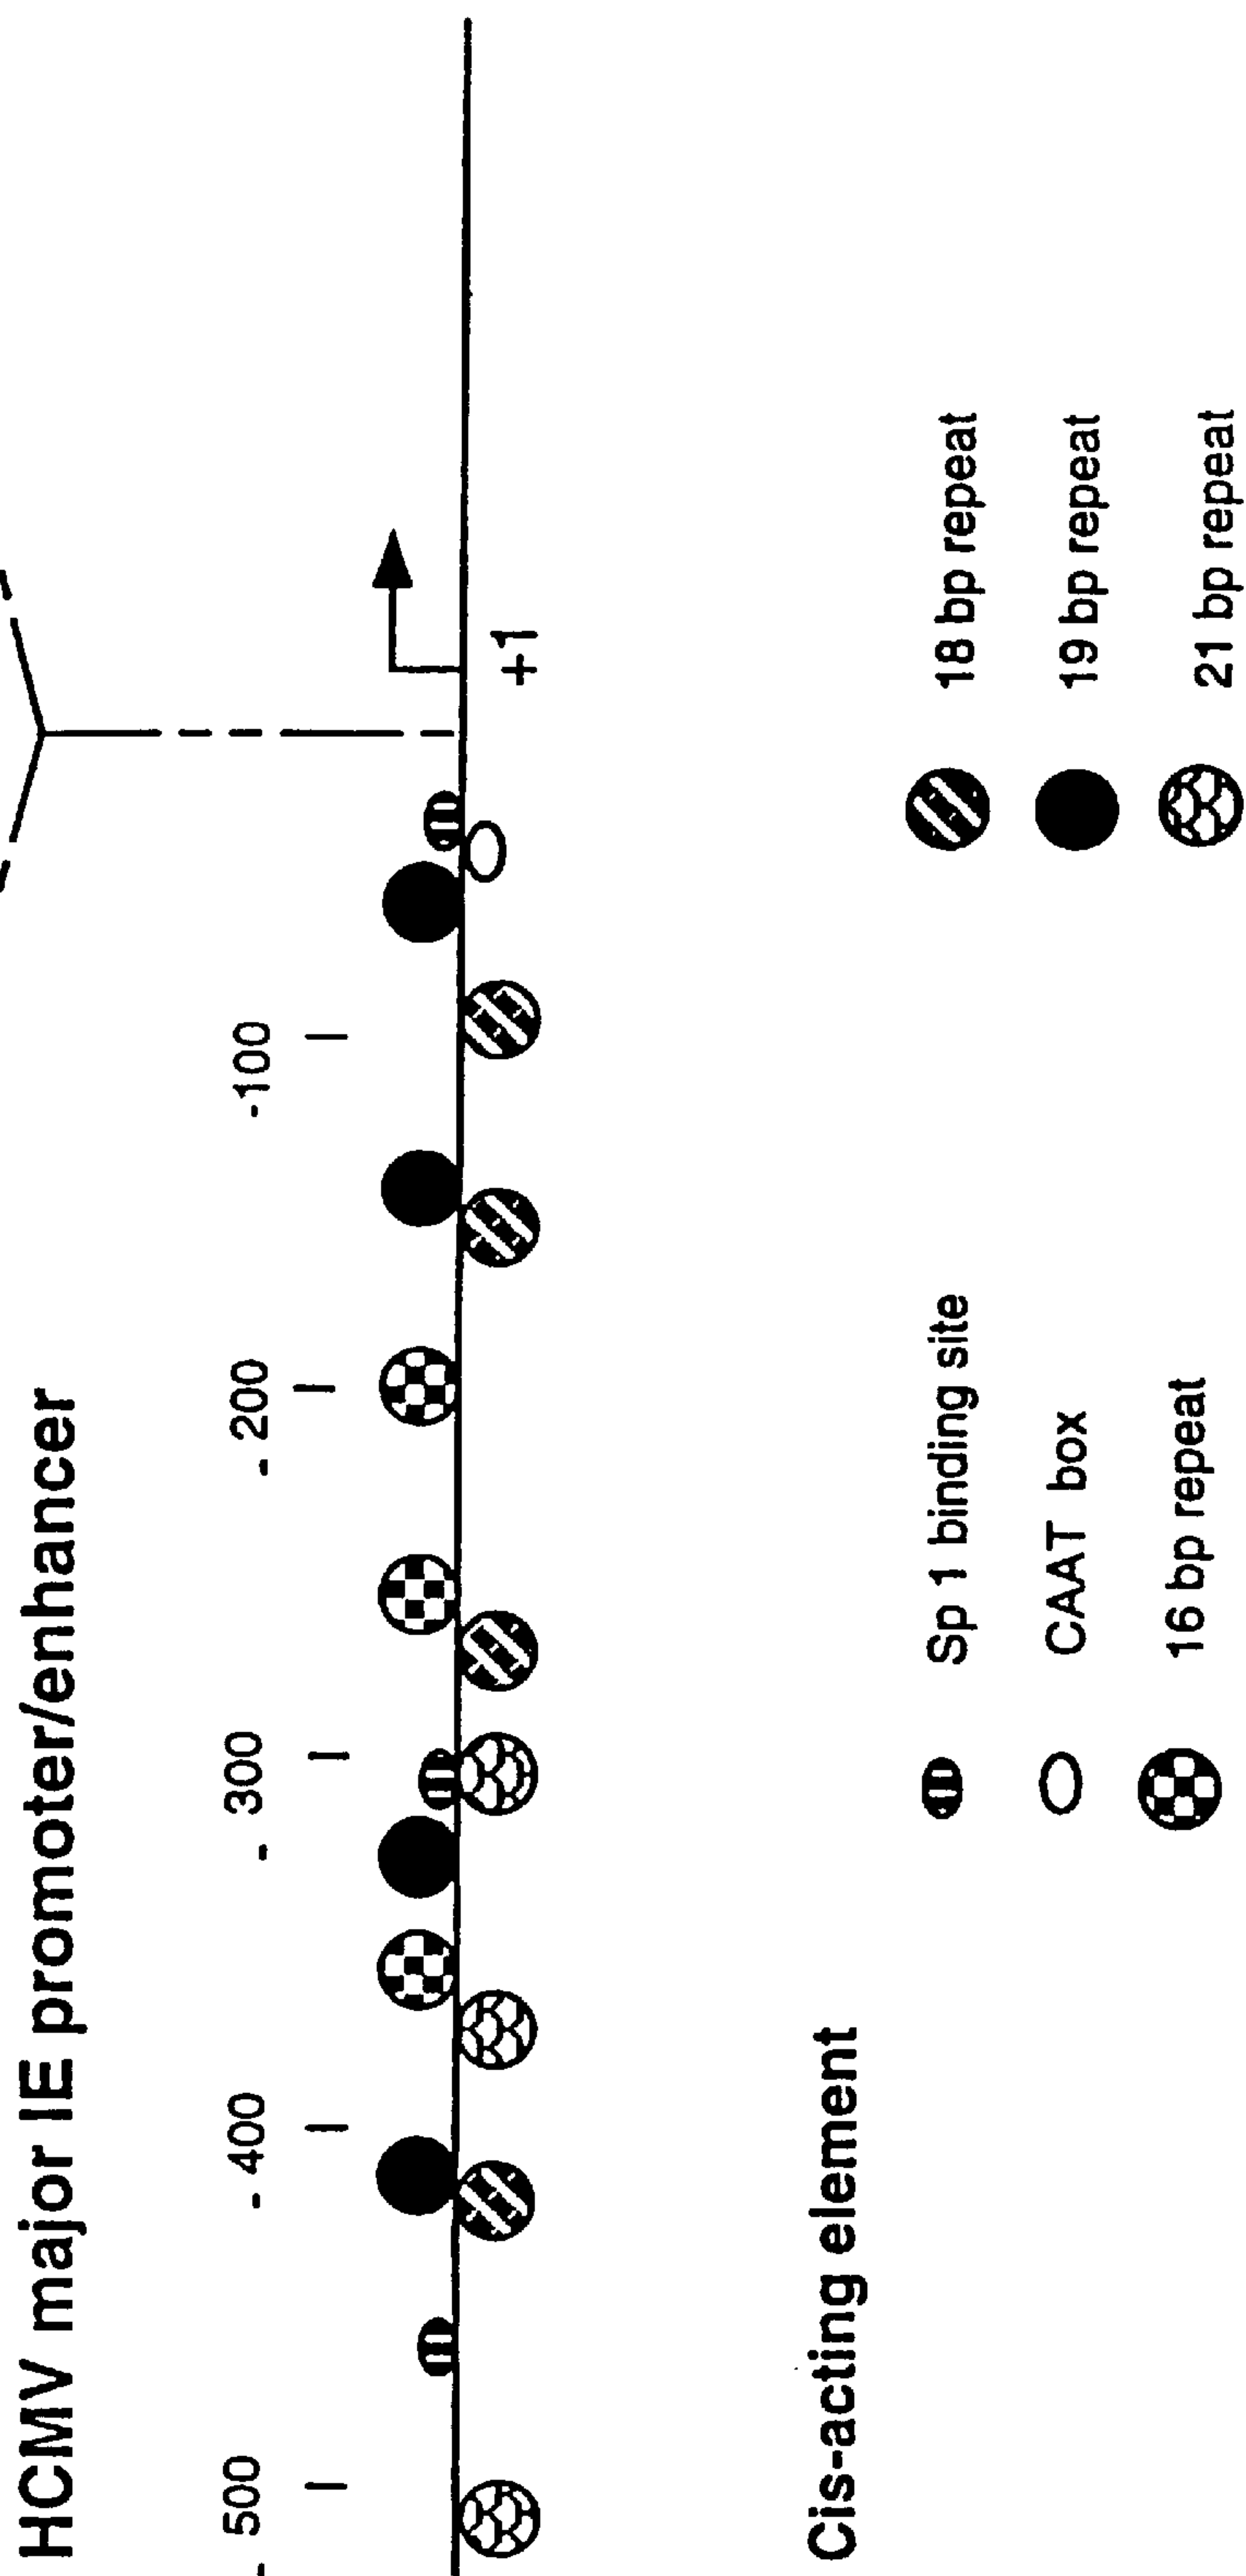 HCMV major IE promoter/enhancer
- 500
- 400
- 300
- 200
-100
+1
Cis-acting element
Sp 1 binding site
CAAT box
16 bp repeat
18 bp repeat
19 bp repeat
21 bp repeat